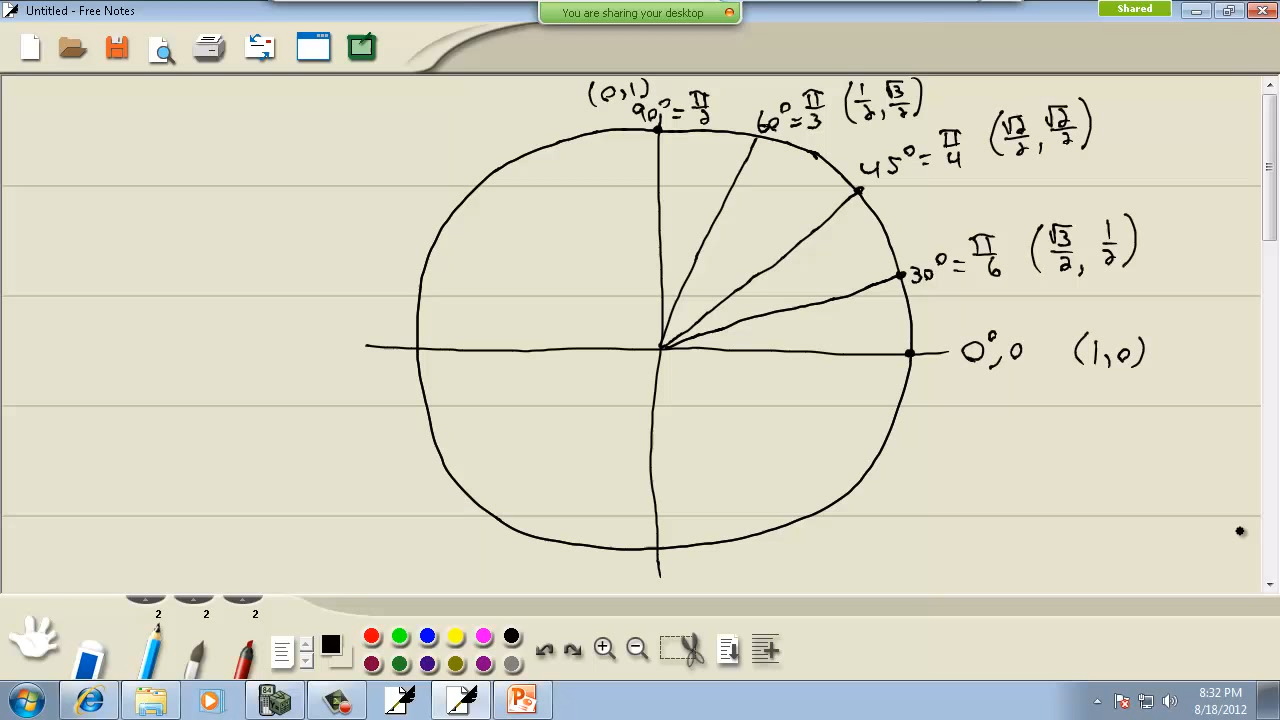 Untitled - Free Notes
You are sharing your desktop
Shared
(0,1)
90° = π/2
60° = π/3 (1/2, √3/2)
45° = π/4 (√2/2, √2/2)
30° = π/6 (√3/2, 1/2)
0°, 0 (1,0)
2 2 2
84
8:32 PM
8/18/2012